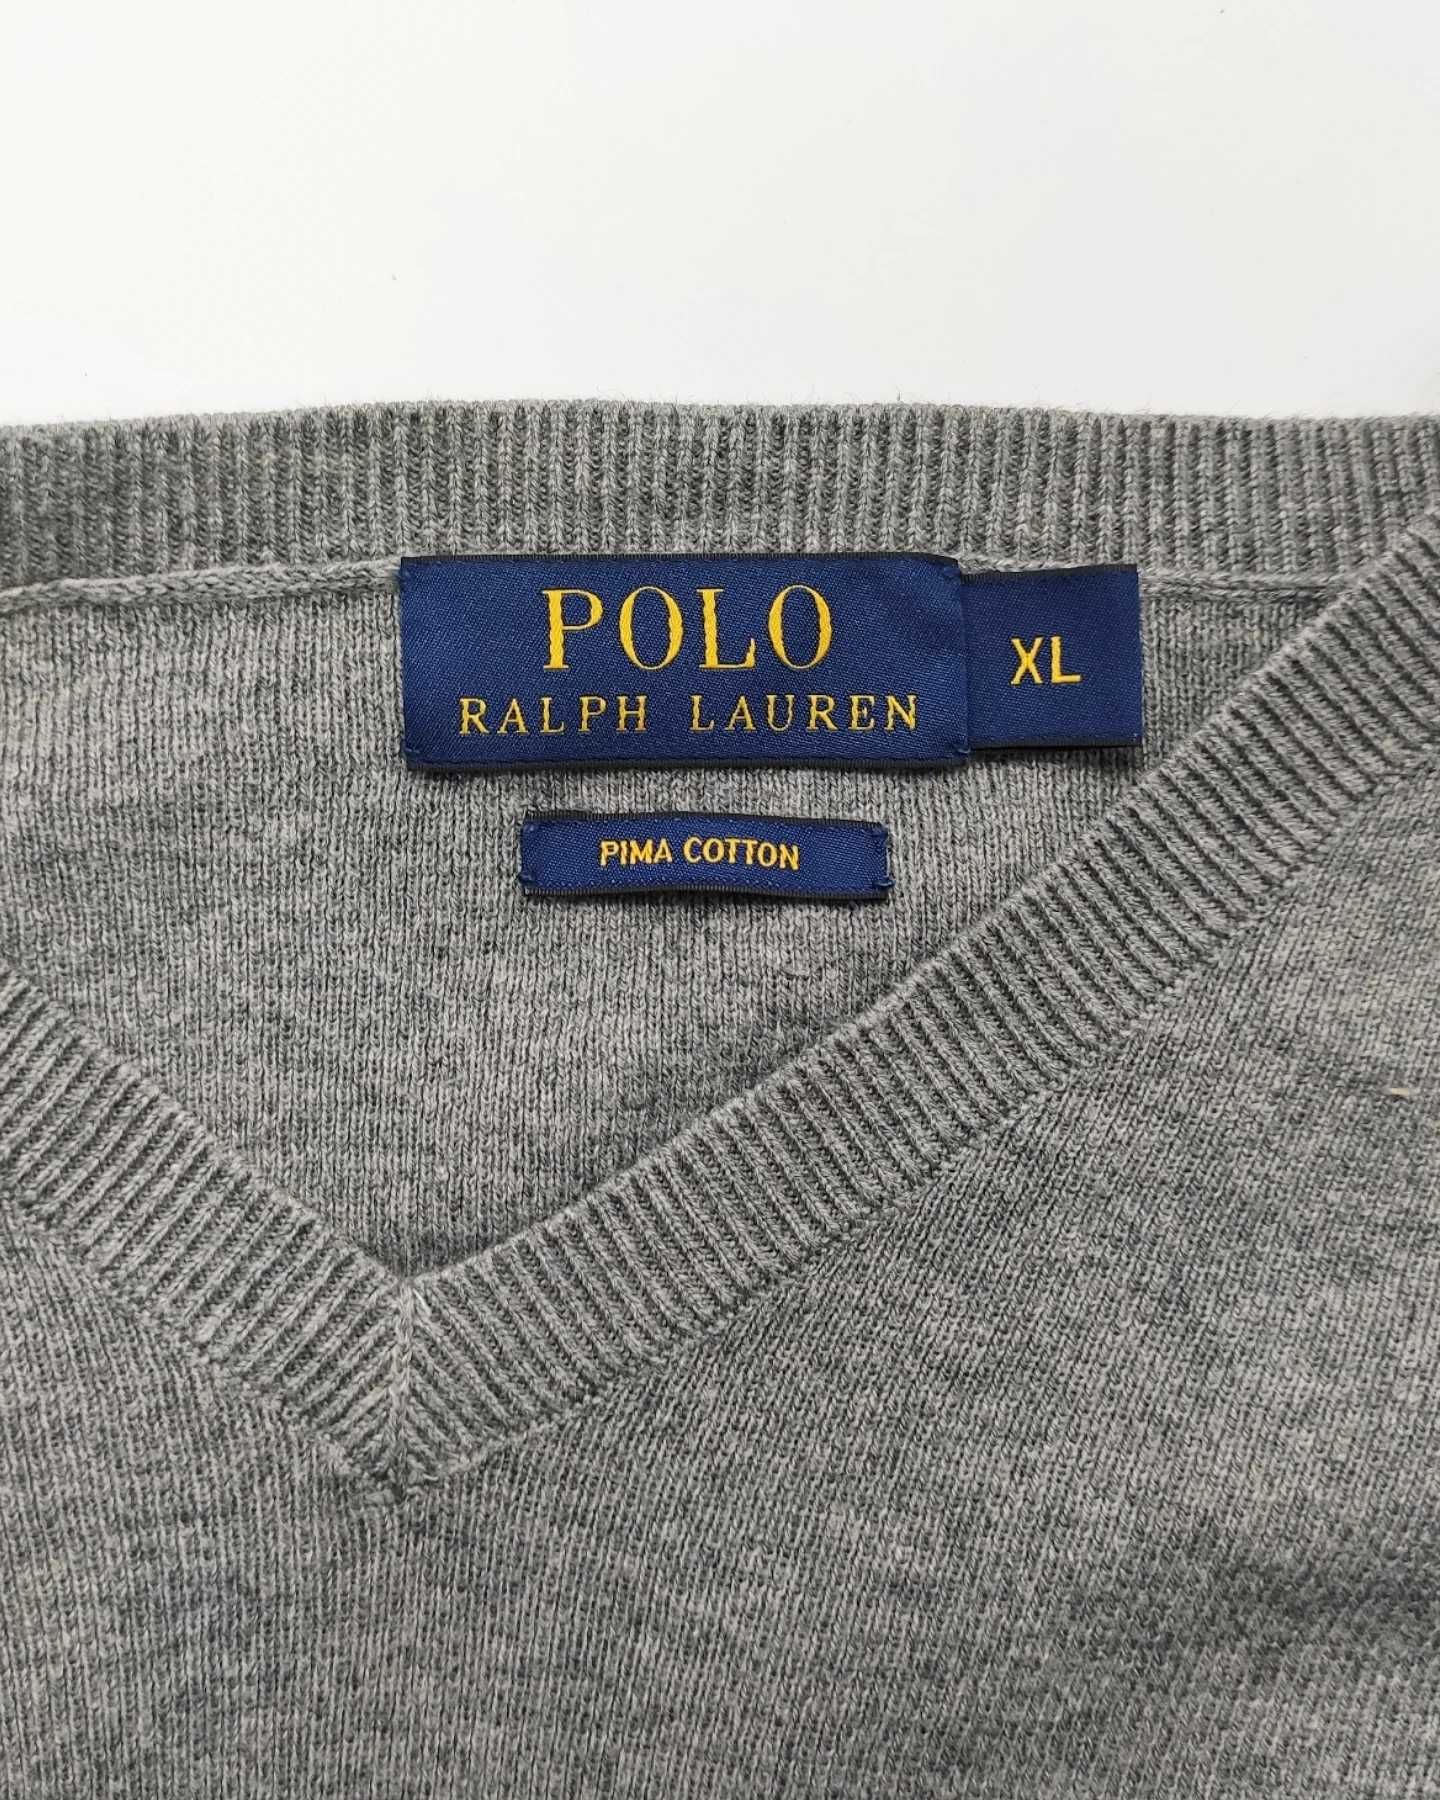 POLO
RALPH LAUREN
XL
PIMA COTTON